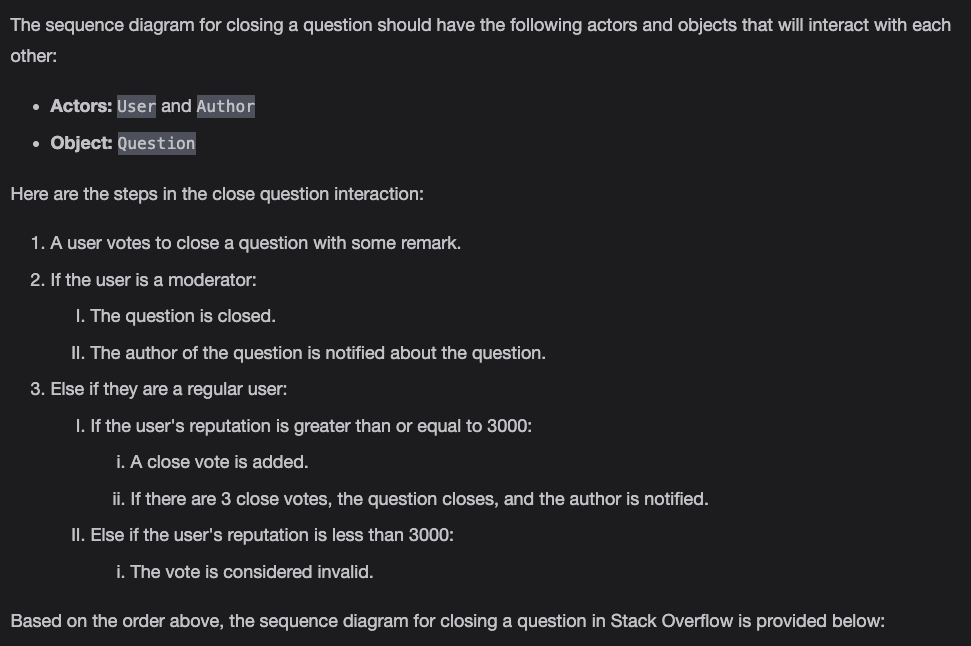 The sequence diagram for closing a question should have the following actors and objects that will interact with each
other:
• Actors: User and Author
• Object: Question
Here are the steps in the close question interaction:
1. A user votes to close a question with some remark.
2. If the user is a moderator:
I. The question is closed.
II. The author of the question is notified about the question.
3. Else if they are a regular user:
I. If the user's reputation is greater than or equal to 3000:
i. A close vote is added.
ii. If there are 3 close votes, the question closes, and the author is notified.
II. Else if the user's reputation is less than 3000:
i. The vote is considered invalid.
Based on the order above, the sequence diagram for closing a question in Stack Overflow is provided below: